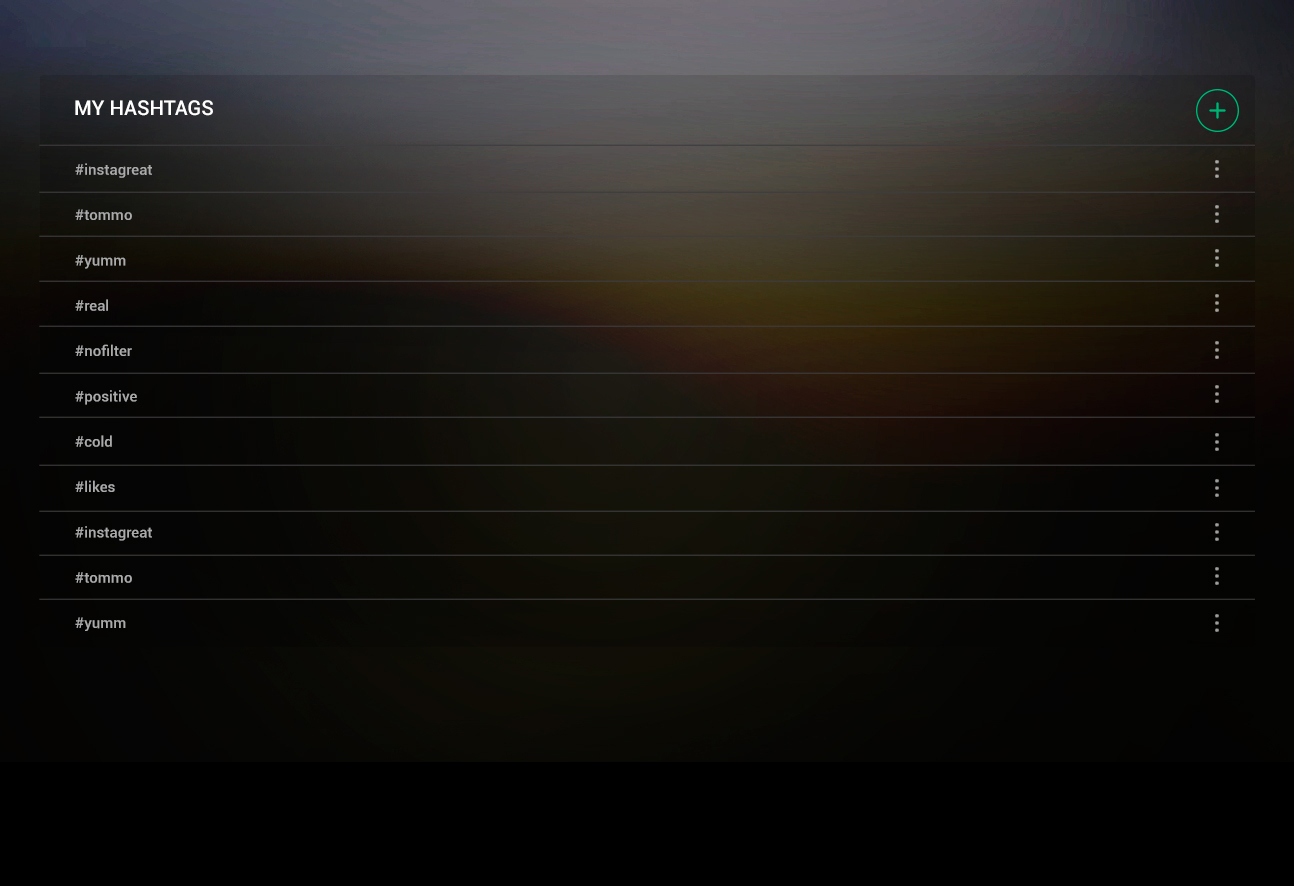 MY HASHTAGS
#instagreat
#tommo
#yumm
#real
#nofilter
#positive
#cold
#likes
#instagreat
#tommo
#yumm